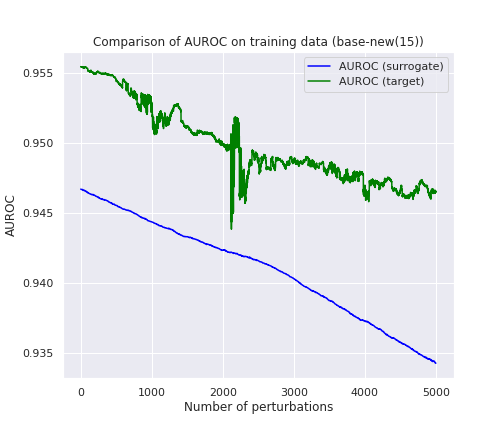 Comparison of AUROC on training data (base-new(15))
AUROC (surrogate)
AUROC (target)
0.955
0.950
0.945
0.940
0.935
AUROC
0
1000
2000
3000
4000
5000
Number of perturbations